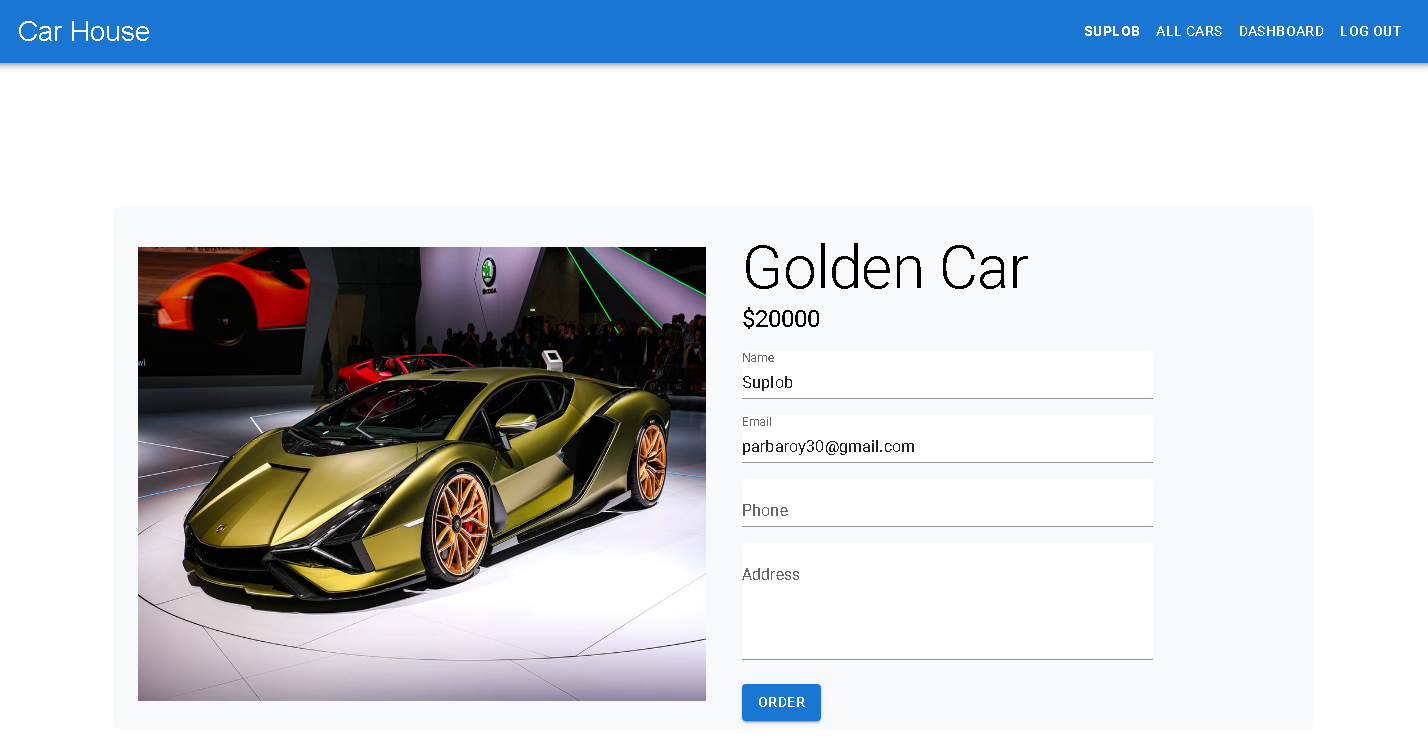 Car House
SUPLOB ALL CARS DASHBOARD LOG OUT
ŠKODA
Golden Car
$20000
Name
Suplob
Email
parbaroy30@gmail.com
Phone
Address
ORDER